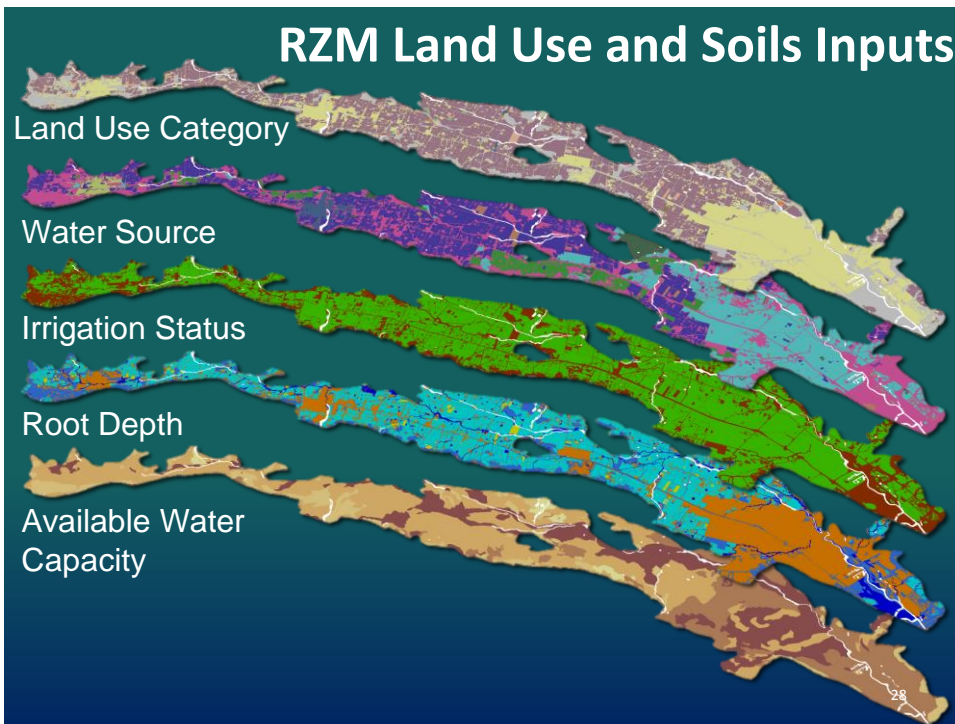 RZM Land Use and Soils Inputs
Land Use Category
Water Source
Irrigation Status
Root Depth
Available Water
Capacity
28